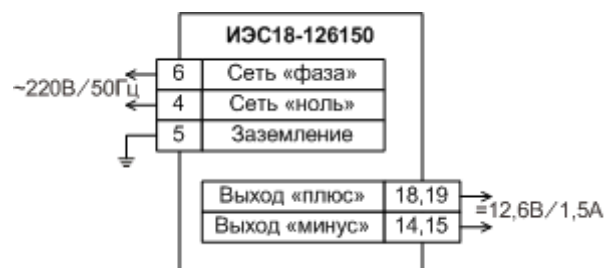 ИЭС18-126150
6 Сеть «фаза»
~220В/50Гц
4 Сеть «ноль»
5 Заземление
Выход «плюс» 18,19
=12,6В/1,5А
Выход «минус» 14,15